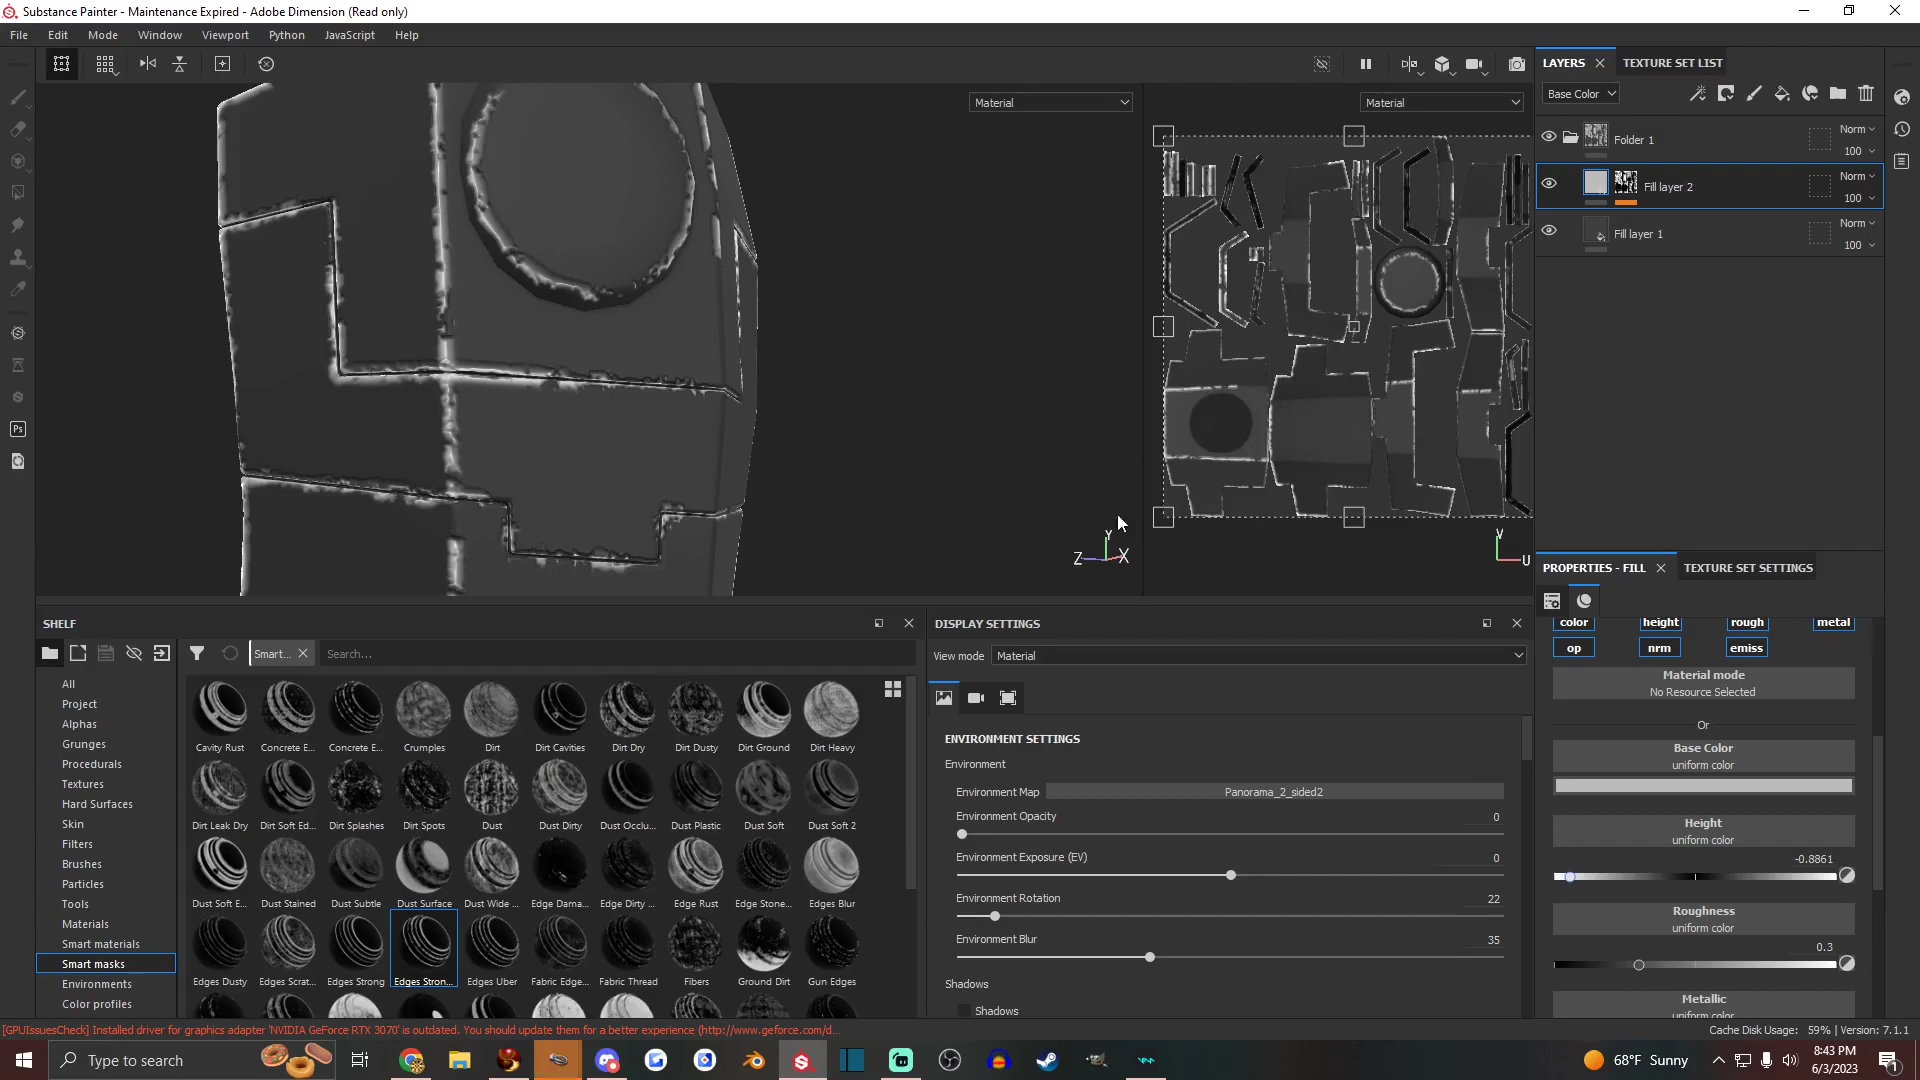 Substance Painter - Maintenance Expired - Adobe Dimension (Read only)
File Edit Mode Window Viewport Python JavaScript Help
Material
Material
Z Y X
V U
LAYERS TEXTURE SET LIST
Base Color
Folder 1 Norm 100
Fill layer 2 Norm 100
Fill layer 1 Norm 100
PROPERTIES - FILL TEXTURE SET SETTINGS
color height rough metal
op nrm emiss
Material mode
No Resource Selected
Or
Base Color
uniform color
Height
uniform color
-0.8861
Roughness
uniform color
0.3
Metallic
uniform color
SHELF
Smart...
Search...
All
Project
Alphas
Grunges
Procedurals
Textures
Hard Surfaces
Skin
Filters
Brushes
Particles
Tools
Materials
Smart materials
Smart masks
Environments
Color profiles
Cavity Rust Concrete E... Concrete E... Crumples Dirt Dirt Cavities Dirt Dry Dirt Dusty Dirt Ground Dirt Heavy
Dirt Leak Dry Dirt Soft Ed... Dirt Splashes Dirt Spots Dust Dust Dirty Dust Occlu... Dust Plastic Dust Soft Dust Soft 2
Dust Soft E... Dust Stained Dust Subtle Dust Surface Dust Wide ... Edge Dama... Edge Dirty ... Edge Rust Edge Stone... Edges Blur
Edges Dusty Edges Scrat... Edges Strong Edges Stron... Edges Uber Fabric Edge... Fabric Thread Fibers Ground Dirt Gun Edges
DISPLAY SETTINGS
View mode Material
ENVIRONMENT SETTINGS
Environment
Environment Map Panorama_2_sided2
Environment Opacity 0
Environment Exposure (EV) 0
Environment Rotation 22
Environment Blur 35
Shadows
Shadows
[GPUIssuesCheck] Installed driver for graphics adapter 'NVIDIA GeForce RTX 3070' is outdated. You should update them for a better experience (http://www.geforce.com/d...
Cache Disk Usage: 59% | Version: 7.1.1
Ps
Type to search
68°F Sunny
8:43 PM
6/3/2023
1